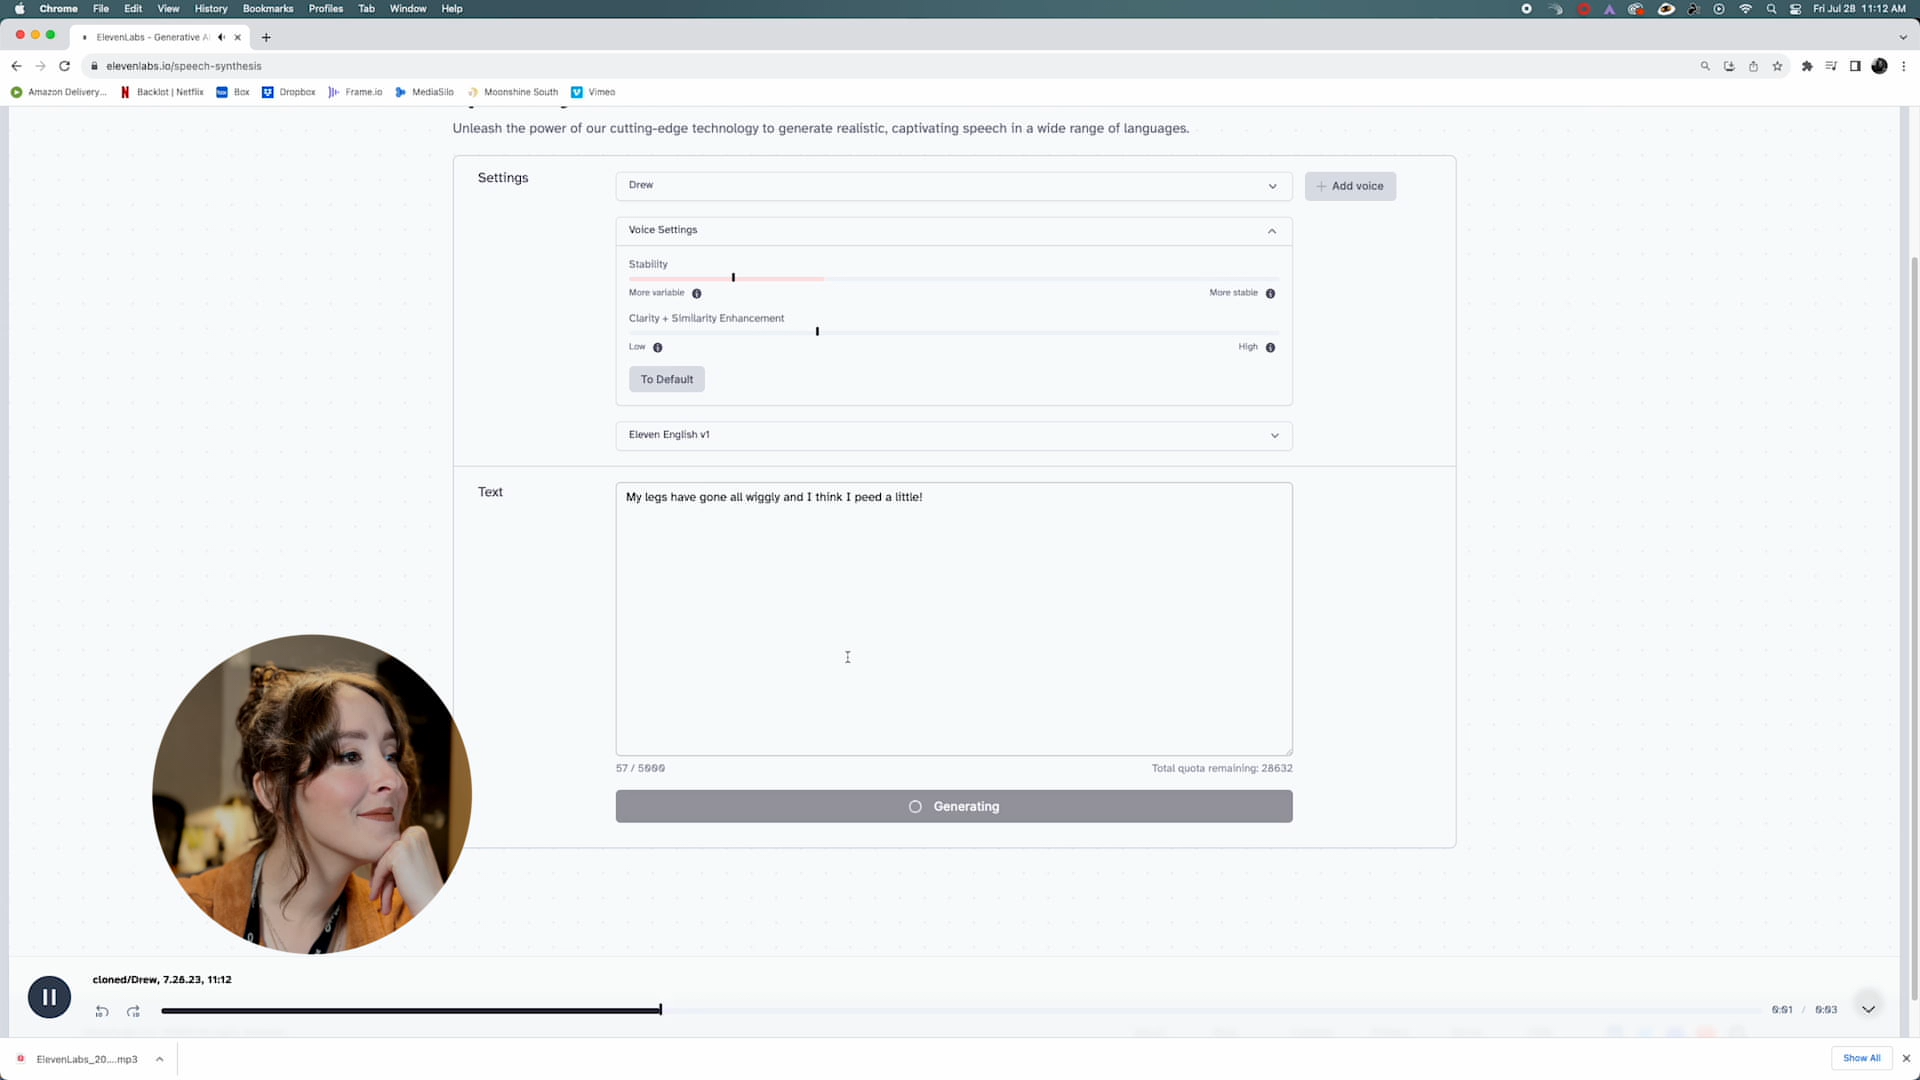 Chrome File Edit View History Bookmarks Profiles Tab Window Help
Fri Jul 28 11:12 AM
ElevenLabs - Generative A
elevenlabs.io/speech-synthesis
Amazon Delivery... Backlot | Netflix Box Dropbox Frame.io MediaSilo Moonshine South Vimeo
Unleash the power of our cutting-edge technology to generate realistic, captivating speech in a wide range of languages.
Settings
Drew
+ Add voice
Voice Settings
Stability
More variable
More stable
Clarity + Similarity Enhancement
Low
High
To Default
Eleven English v1
Text
My legs have gone all wiggly and I think I peed a little!
57 / 5000
Total quota remaining: 28632
Generating
cloned/Drew, 7.28.23, 11:12
10 10
0:01 / 0:03
ElevenLabs_20....mp3
Show All